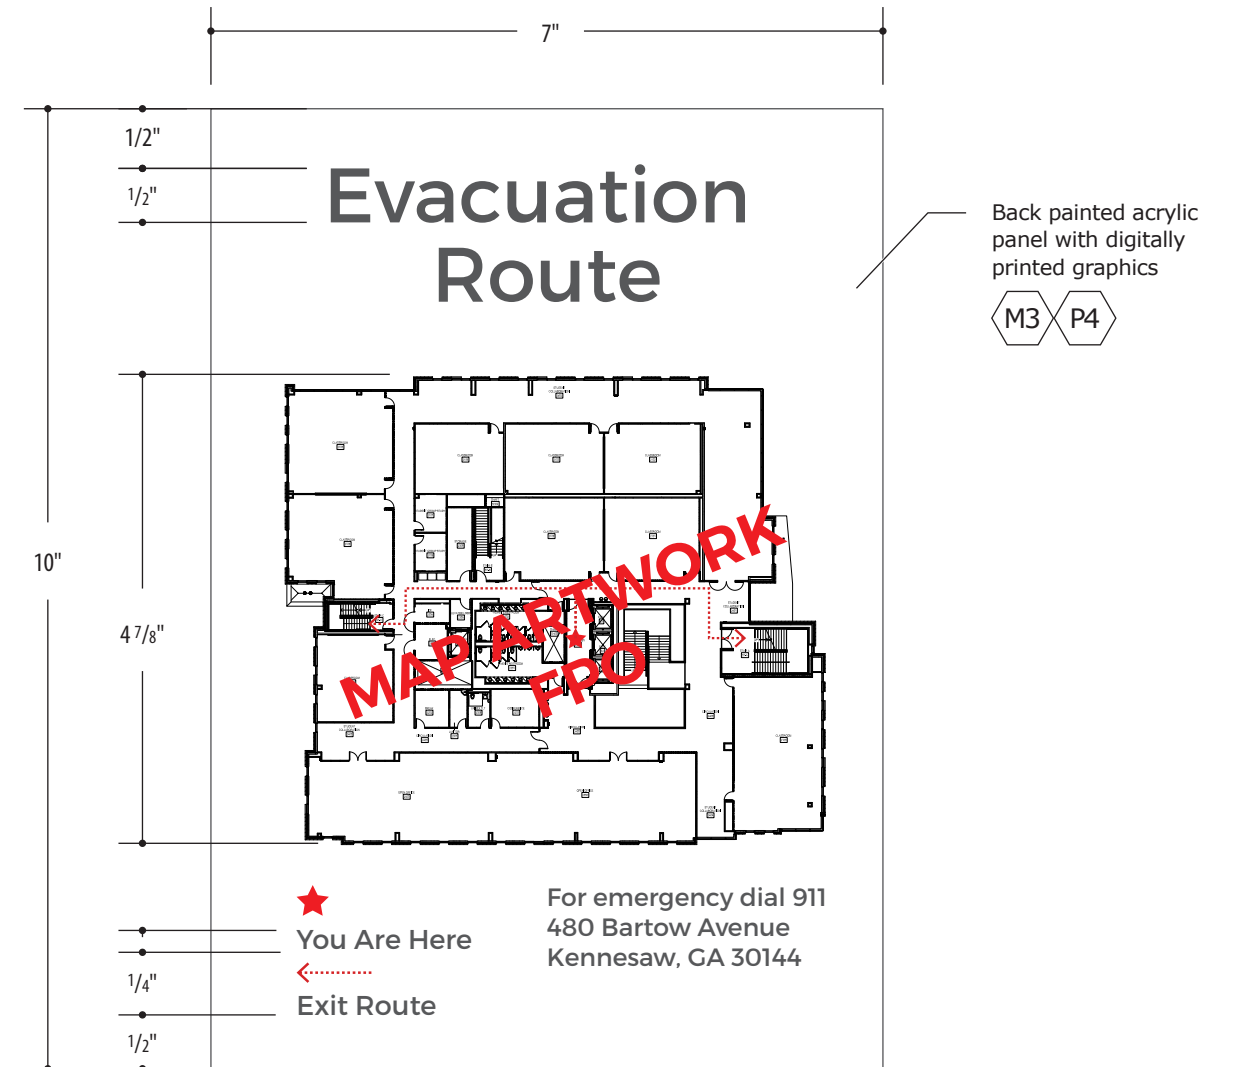 7"
1/2"
1/2"
Evacuation
Route
Back painted acrylic
panel with digitally
printed graphics
M3 P4
10"
4 7/8"
MAP ARTWORK
FPO
For emergency dial 911
480 Bartow Avenue
Kennesaw, GA 30144
You Are Here
1/4"
Exit Route
1/2"